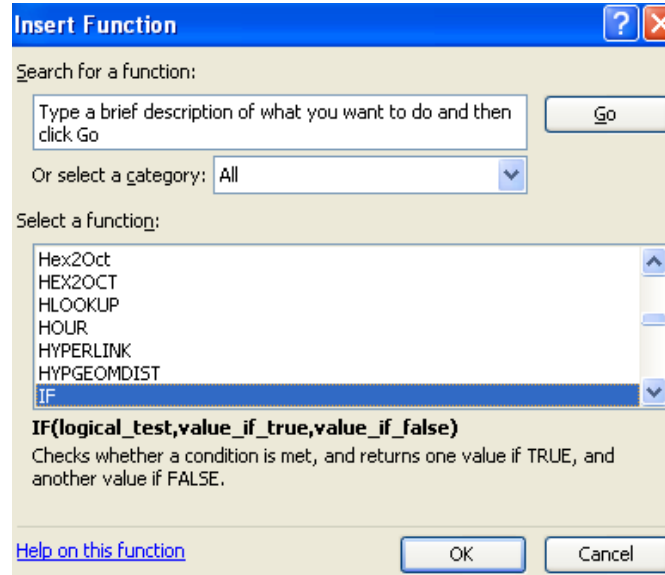 Insert Function
Search for a function:
Type a brief description of what you want to do and then
click Go
Go
Or select a category: All
Select a function:
Hex2Oct
HEX2OCT
HLOOKUP
HOUR
HYPERLINK
HYPGEOMDIST
IF
IF(logical_test,value_if_true,value_if_false)
Checks whether a condition is met, and returns one value if TRUE, and
another value if FALSE.
Help on this function
OK
Cancel